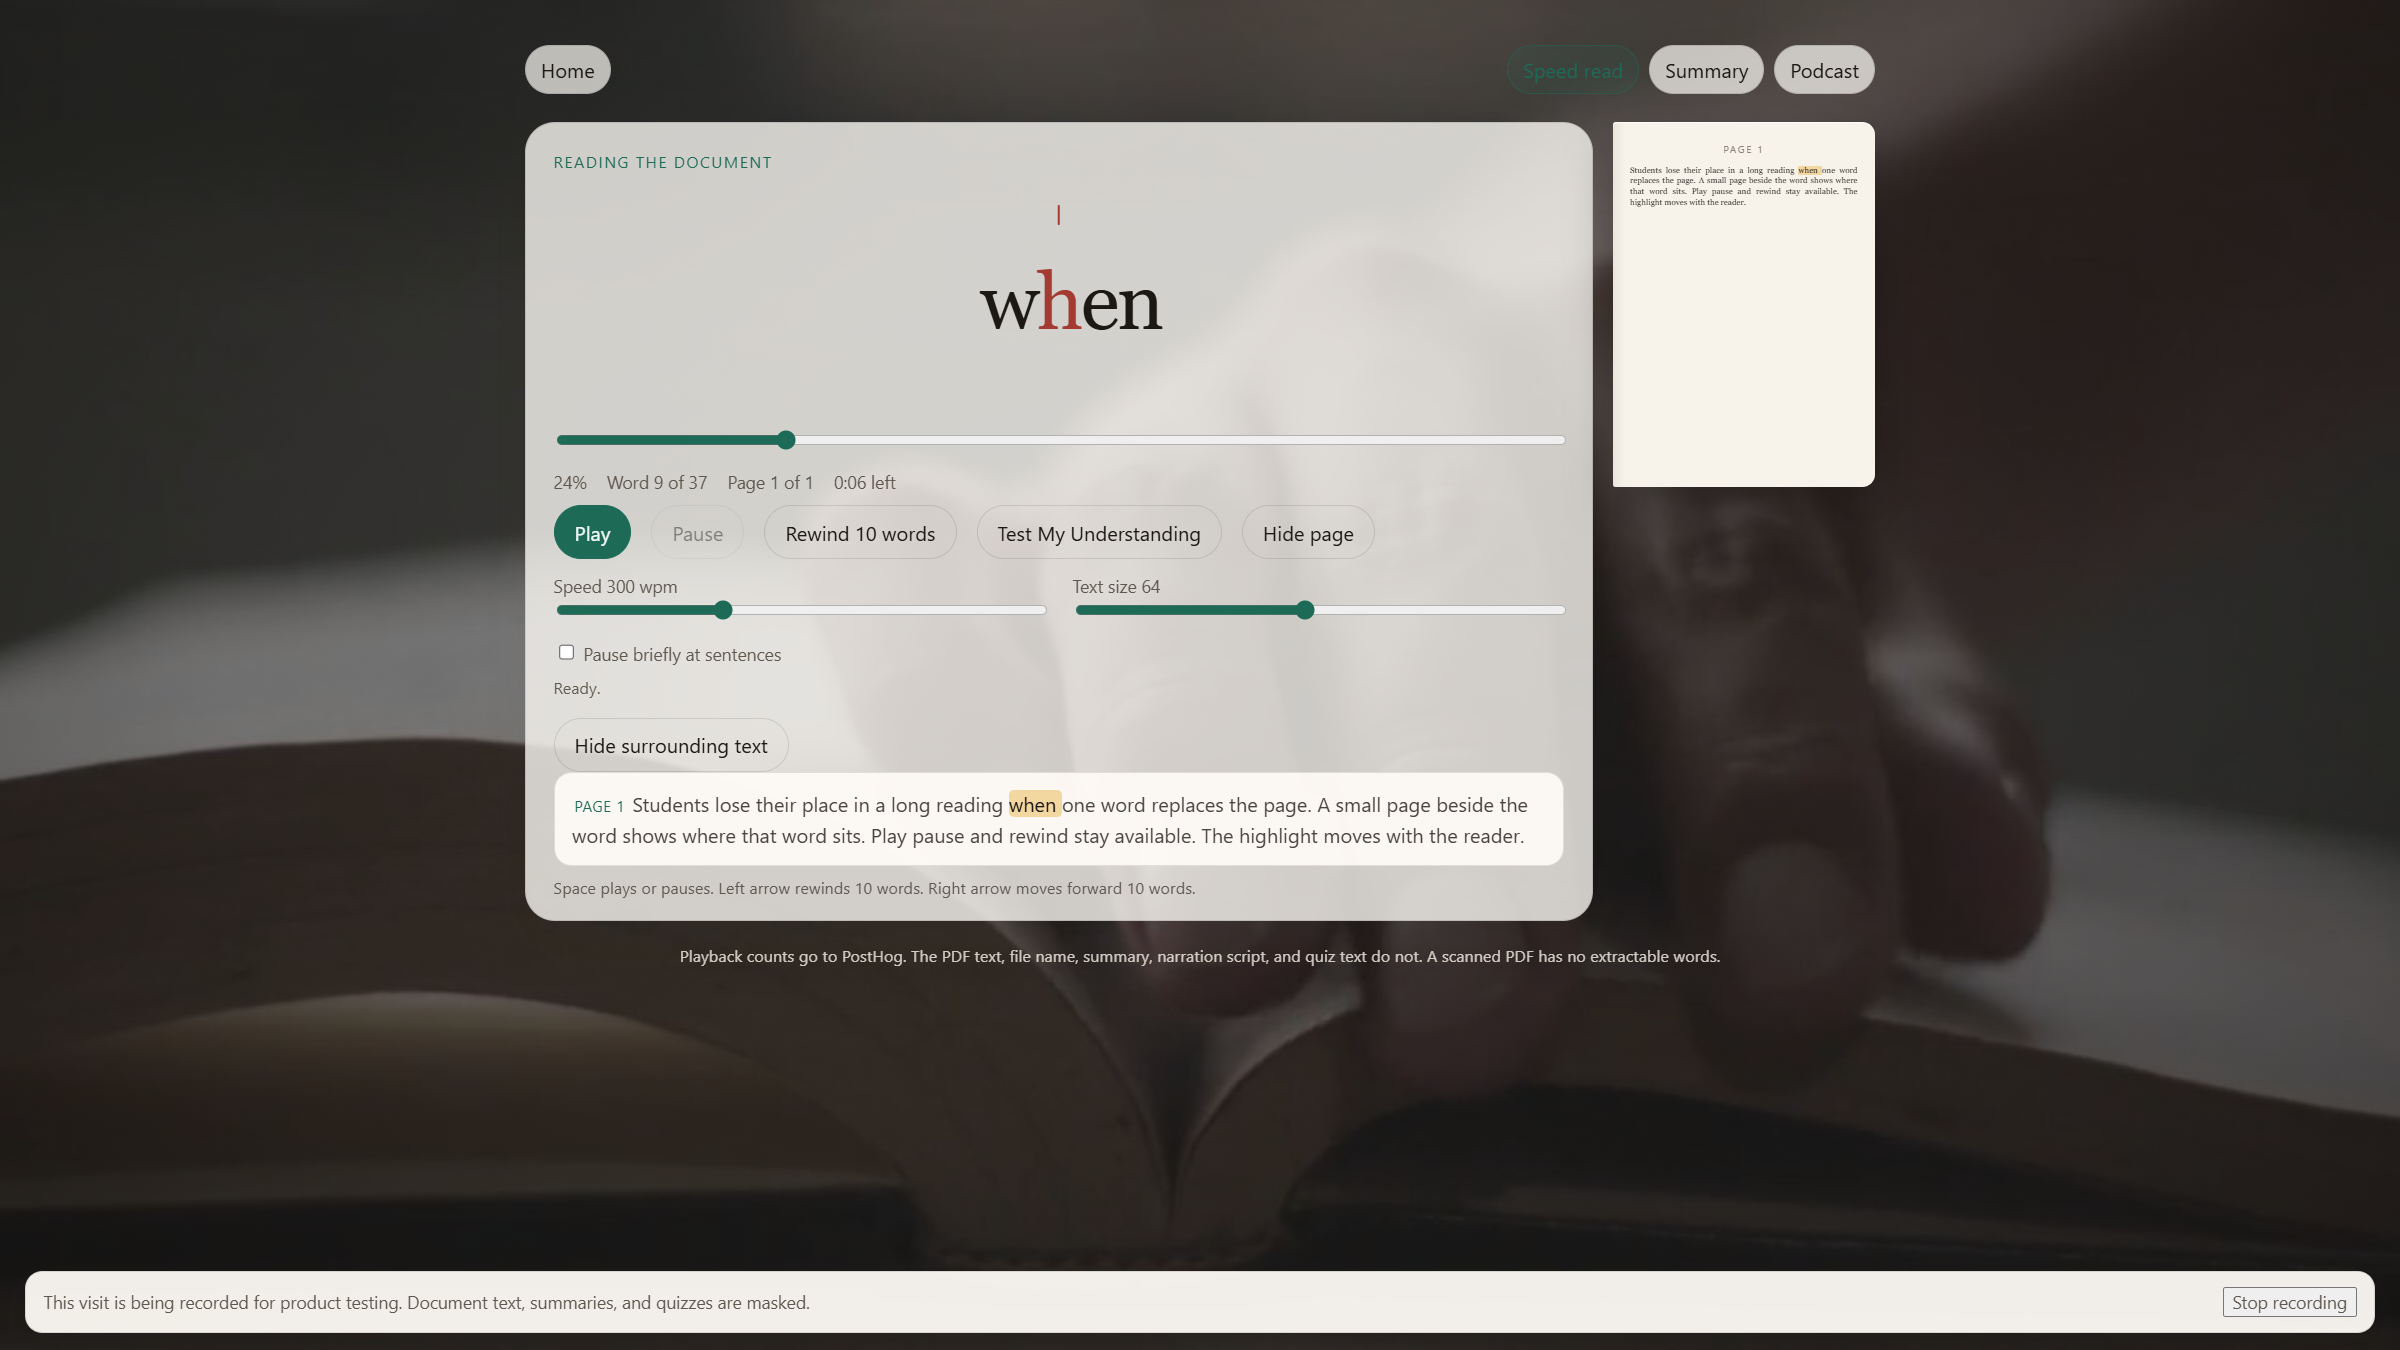 Home
Speed read
Summary
Podcast
READING THE DOCUMENT
when
24% Word 9 of 37 Page 1 of 1 0:06 left
Play
Pause
Rewind 10 words
Test My Understanding
Hide page
Speed 300 wpm
Text size 64
Pause briefly at sentences
Ready.
Hide surrounding text
PAGE 1 Students lose their place in a long reading when one word replaces the page. A small page beside the
word shows where that word sits. Play pause and rewind stay available. The highlight moves with the reader.
Space plays or pauses. Left arrow rewinds 10 words. Right arrow moves forward 10 words.
PAGE 1
Students lose their place in a long reading when one word
replaces the page. A small page beside the word shows where
that word sits. Play pause and rewind stay available. The
highlight moves with the reader.
Playback counts go to PostHog. The PDF text, file name, summary, narration script, and quiz text do not. A scanned PDF has no extractable words.
This visit is being recorded for product testing. Document text, summaries, and quizzes are masked.
Stop recording